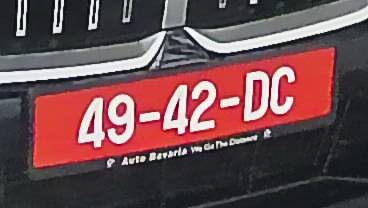 49-42-DC
Auto Bavaria We Go The Distance